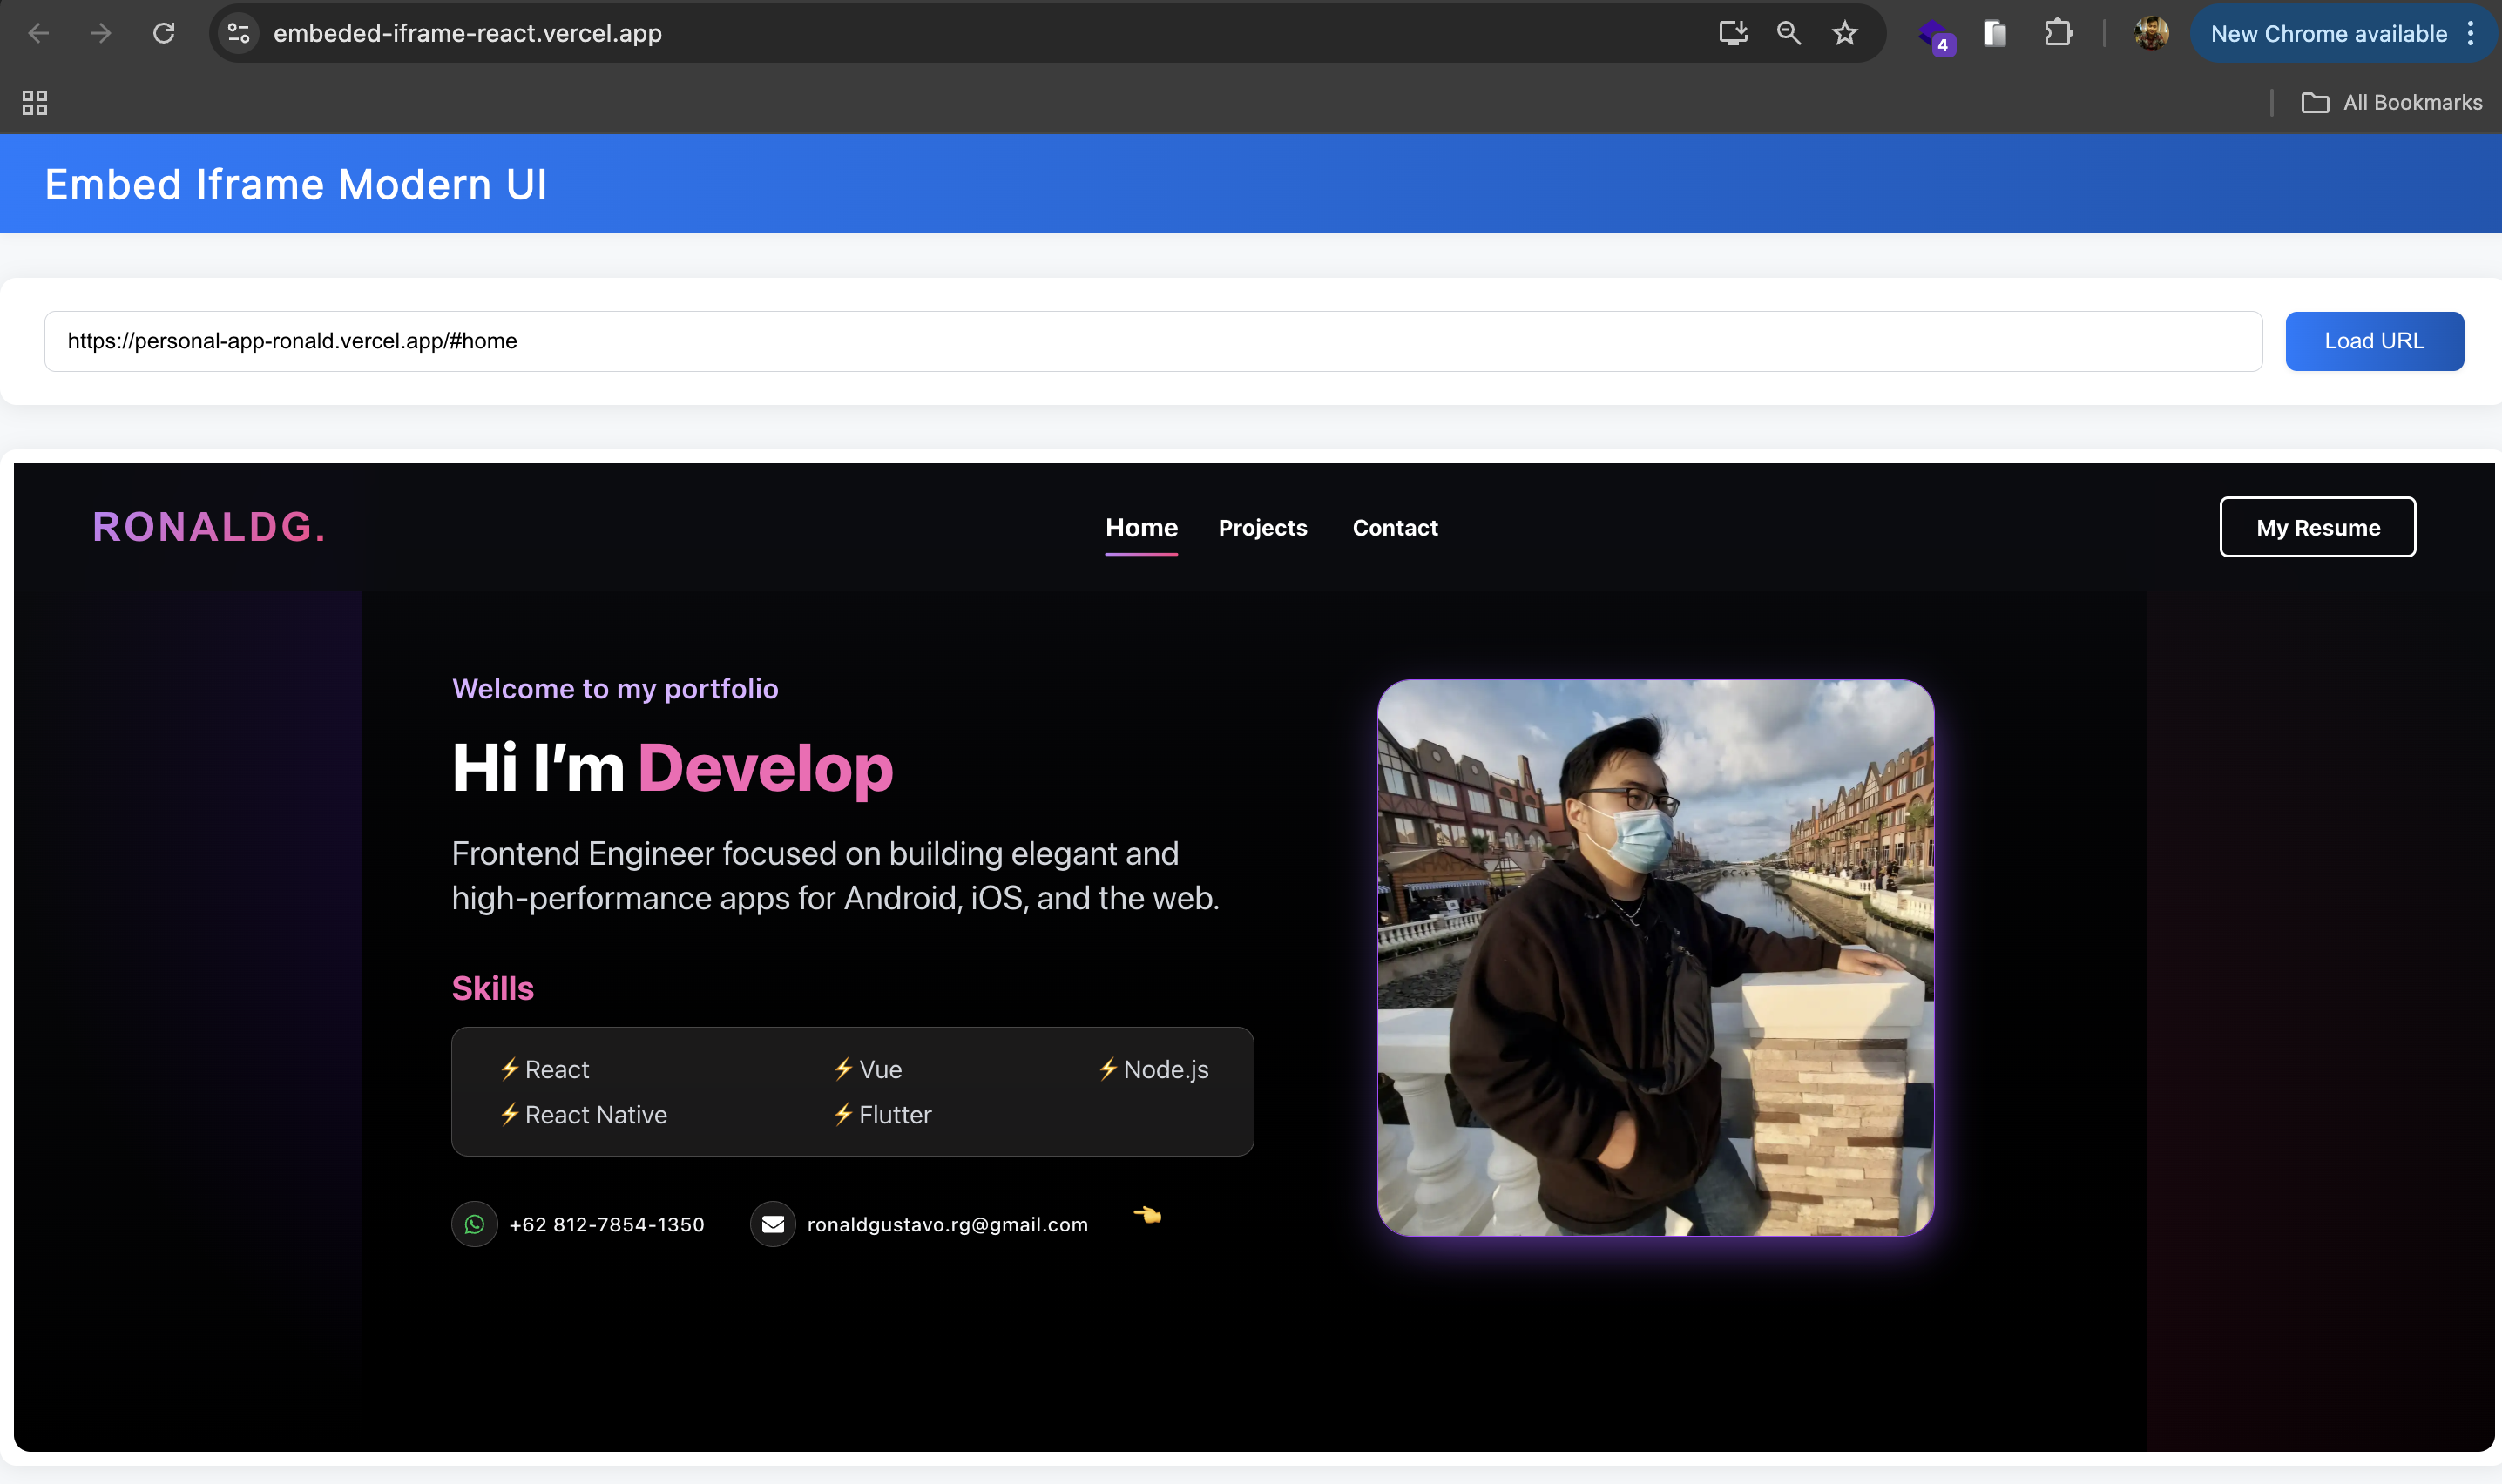 embeded-iframe-react.vercel.app
4
New Chrome available
All Bookmarks
Embed Iframe Modern UI
https://personal-app-ronald.vercel.app/#home
Load URL
RONALDG.
Home
Projects
Contact
My Resume
Welcome to my portfolio
Hi I’m Develop
Frontend Engineer focused on building elegant and
high-performance apps for Android, iOS, and the web.
Skills
⚡ React
⚡ Vue
⚡ Node.js
⚡ React Native
⚡ Flutter
+62 812-7854-1350
ronaldgustavo.rg@gmail.com